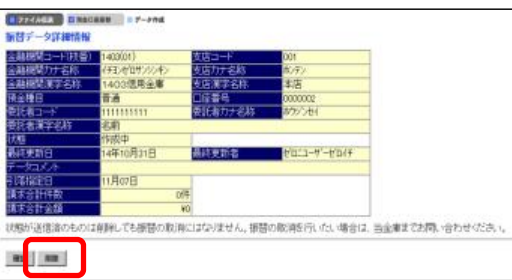 ファイル伝送 データ作成
振替データ詳細情報
金融機関コード(枝番) 1400(01) 支店コード 001
金融機関カナ名称 支店カナ名称 ホンテン
金融機関漢字名称 1400信用金庫 支店漢字名称 本店
預金種目 普通 口座番号 0000002
委託者コード 1111111111 委託者カナ名称
委託者漢字名称 名前
状態 作成中
最終更新日 14年10月31日 最終更新者
データコメント
引落指定日 11月07日
請求合計件数 0件
請求合計金額 ¥0
状態が送信済のものは削除しても振替の取消にはなりません。振替の取消を行いたい場合は、当金庫までお問い合わせください。